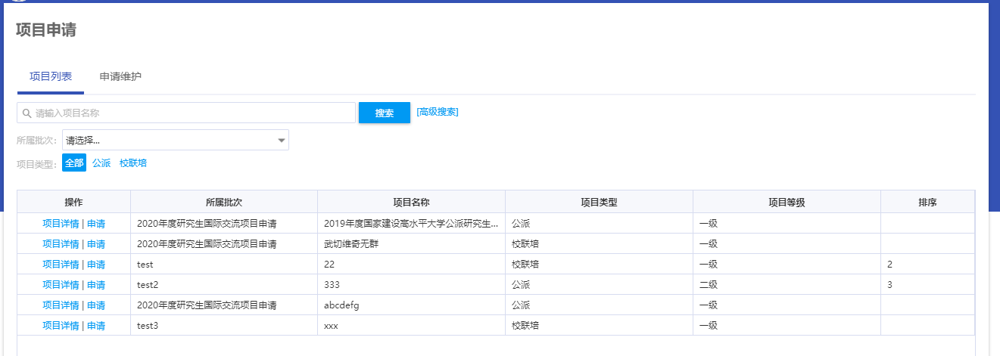 项目申请
项目列表 申请维护
请输入项目名称 搜索 [高级搜索]
所属批次: 请选择...
项目类型: 全部 公派 校联培
操作 所属批次 项目名称 项目类型 项目等级 排序
项目详情 | 申请 2020年度研究生国际交流项目申请 2019年度国家建设高水平大学公派研究生... 公派 一级
项目详情 | 申请 2020年度研究生国际交流项目申请 武切维奇无群 校联培 一级
项目详情 | 申请 test 22 校联培 一级 2
项目详情 | 申请 test2 333 公派 二级 3
项目详情 | 申请 2020年度研究生国际交流项目申请 abcdefg 公派 一级
项目详情 | 申请 test3 xxx 校联培 一级